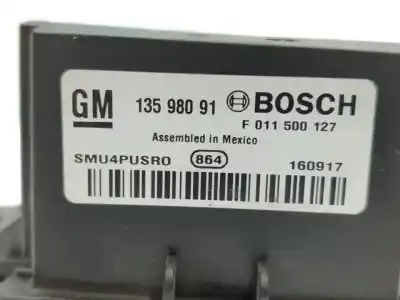 GM 135 980 91 BOSCH
F 011 500 127
Assembled in Mexico
SMU4PUSR0 864 160917